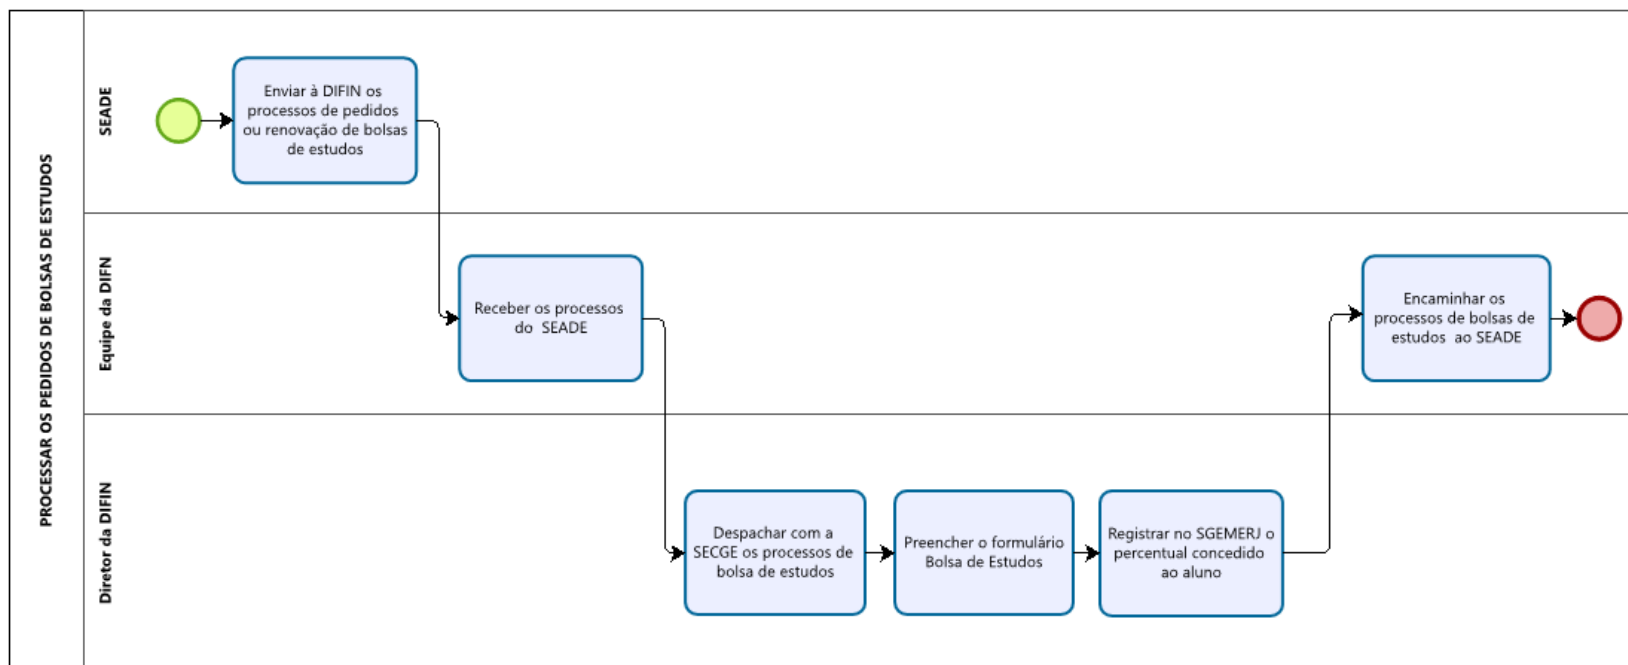 PROCESSAR OS PEDIDOS DE BOLSAS DE ESTUDOS
SEADE
Enviar à DIFIN os
processos de pedidos
ou renovação de bolsas
de estudos
Equipe da DIFN
Receber os processos
do SEADE
Encaminhar os
processos de bolsas de
estudos ao SEADE
Diretor da DIFIN
Despachar com a
SECGE os processos de
bolsa de estudos
Preencher o formulário
Bolsa de Estudos
Registrar no SGEMERJ o
percentual concedido
ao aluno